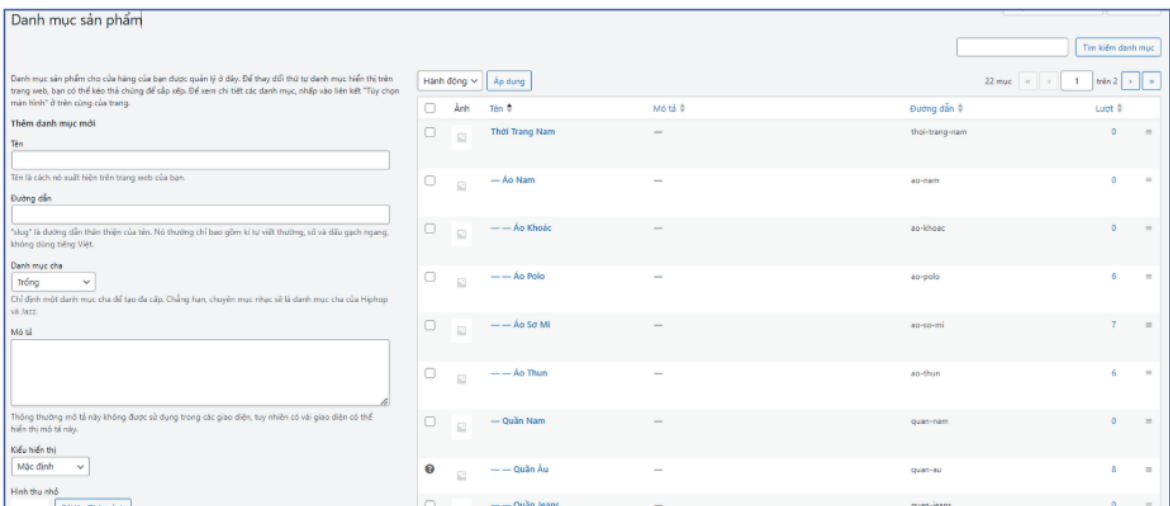 Danh mục sản phẩm
Tìm kiếm danh mục
Danh mục sản phẩm cho cửa hàng của bạn được quản lý ở đây. Để thay đổi thứ tự danh mục hiển thị trên
trang web, bạn có thể kéo thả chúng để sắp xếp. Để xem chi tiết các danh mục, nhấp vào liên kết "Tùy chọn
màn hình" ở trên cùng của trang.
Thêm danh mục mới
Tên
Tên là cách nó xuất hiện trên trang web của bạn.
Đường dẫn
"slug" là đường dẫn thân thiện của tên. Nó thường chỉ bao gồm kí tự viết thường, số và dấu gạch ngang,
không dùng tiếng Việt.
Danh mục cha
Trống
Chỉ định một danh mục cha để tạo đa cấp. Chẳng hạn, chuyên mục nhạc sẽ là danh mục cha của Hiphop
và Jazz.
Mô tả
Thông thường mô tả này không được sử dụng trong các giao diện, tuy nhiên có vài giao diện có thể
hiển thị mô tả này.
Kiểu hiển thị
Mặc định
Hình thu nhỏ
Hành động Áp dụng 22 mục « ‹ 1 trên 2 › »
Ảnh Tên Mô tả Đường dẫn Lượt
Thời Trang Nam — thoi-trang-nam 0
— Áo Nam — ao-nam 0
— — Áo Khoác — ao-khoac 0
— — Áo Polo — ao-polo 6
— — Áo Sơ Mi — ao-so-mi 7
— — Áo Thun — ao-thun 6
— Quần Nam — quan-nam 0
— — Quần Âu — quan-au 8
— — Quần Jeans — quan-jeans 0